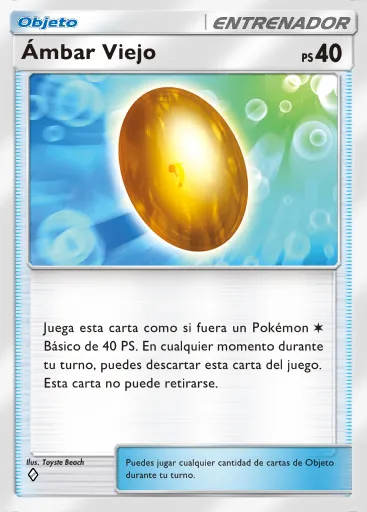 Objeto
ENTRENADOR
Ámbar Viejo
PS 40
Juega esta carta como si fuera un Pokémon
Básico de 40 PS. En cualquier momento durante
tu turno, puedes descartar esta carta del juego.
Esta carta no puede retirarse.
Ilus. Toyste Beach
Puedes jugar cualquier cantidad de cartas de Objeto
durante tu turno.